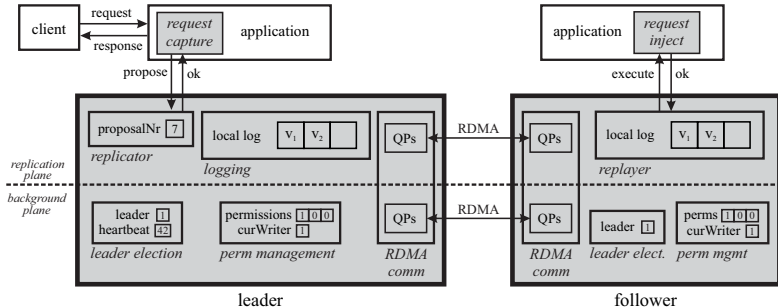 client
request
response
request
capture
application
propose
ok
application
request
inject
execute
ok
proposalNr 7
replicator
local log v1 v2
logging
QPs
RDMA
QPs
local log v1 v2
replayer
replication
plane
background
plane
leader 1
heartbeat 42
leader election
permissions 1 0 0
curWriter 1
perm management
QPs
RDMA
comm
RDMA
QPs
RDMA
comm
leader 1
leader elect.
perms 1 0 0
curWriter 1
perm mgmt
leader
follower